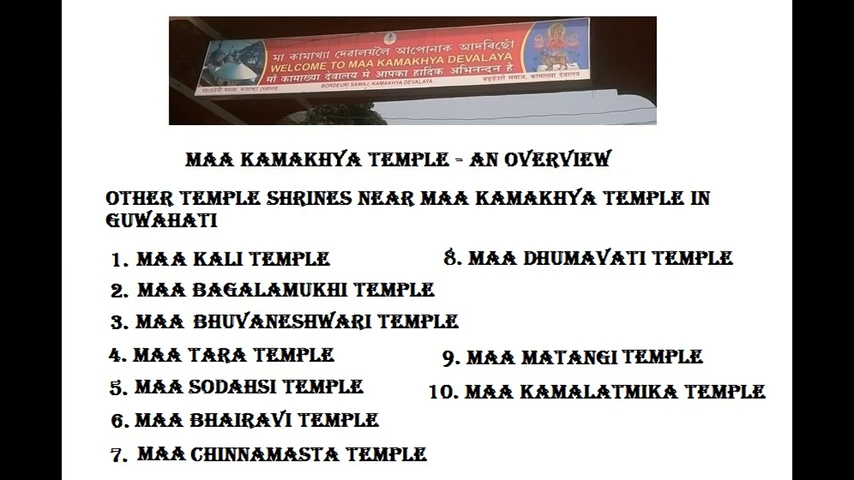 মা কামাখ্যা দেৱালয়লৈ আপোনাক আদৰিছোঁ
WELCOME TO MAA KAMAKHYA DEVALAYA
माँ कामाख्या देवालय मे आपका हार्दिक अभिनन्दन हे
BORDEURI SAMAJ, KAMAKHYA DEVALAYA
MAA KAMAKHYA TEMPLE - AN OVERVIEW
OTHER TEMPLE SHRINES NEAR MAA KAMAKHYA TEMPLE IN
GUWAHATI
1. MAA KALI TEMPLE
2. MAA BAGALAMUKHI TEMPLE
3. MAA BHUVANESHWARI TEMPLE
4. MAA TARA TEMPLE
5. MAA SODAHSI TEMPLE
6. MAA BHAIRAVI TEMPLE
7. MAA CHINNAMASTA TEMPLE
8. MAA DHUMAVATI TEMPLE
9. MAA MATANGI TEMPLE
10. MAA KAMALATMIKA TEMPLE